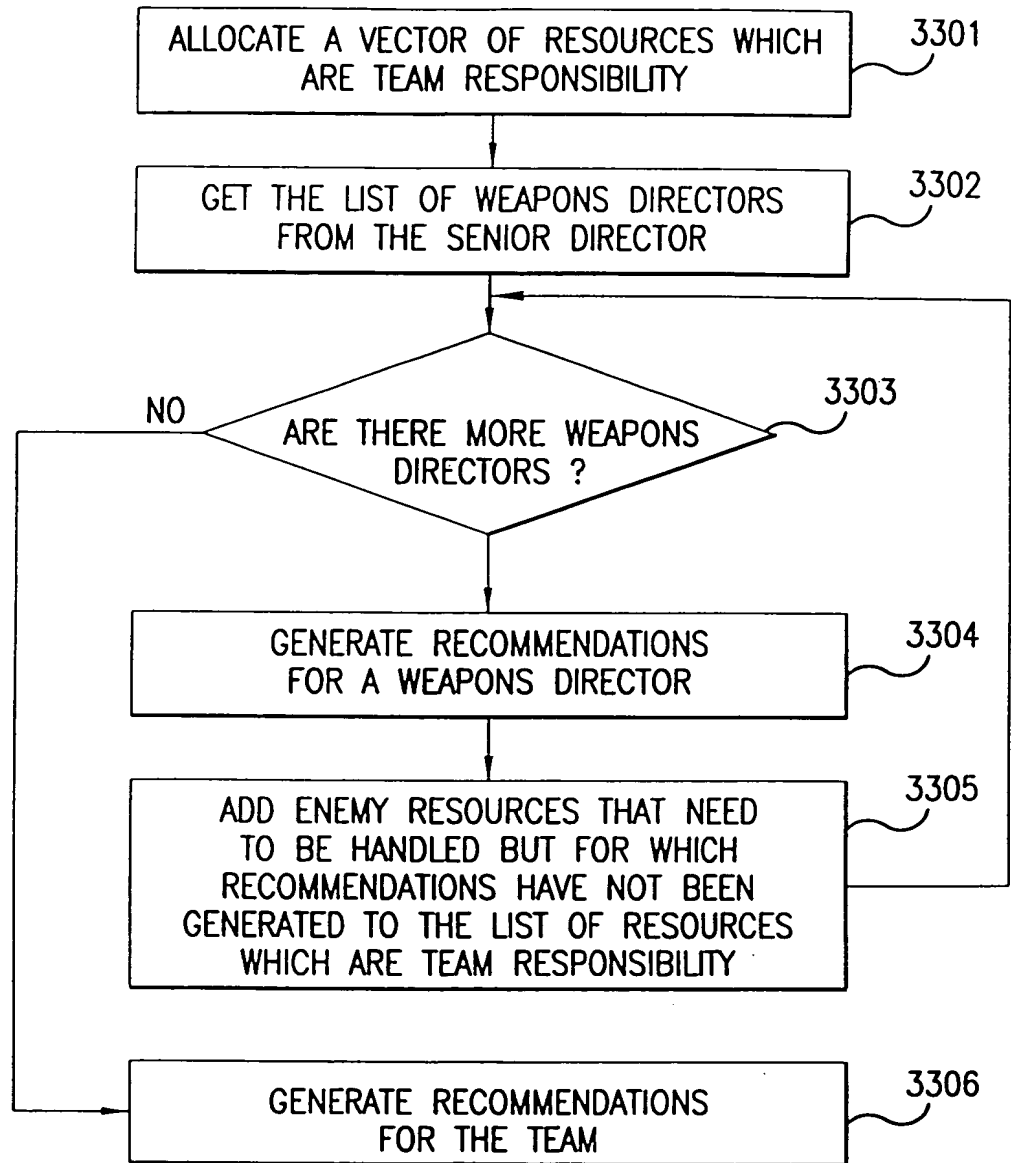 ALLOCATE A VECTOR OF RESOURCES WHICH
ARE TEAM RESPONSIBILITY
3301
GET THE LIST OF WEAPONS DIRECTORS
FROM THE SENIOR DIRECTOR
3302
NO
ARE THERE MORE WEAPONS
DIRECTORS ?
3303
GENERATE RECOMMENDATIONS
FOR A WEAPONS DIRECTOR
3304
ADD ENEMY RESOURCES THAT NEED
TO BE HANDLED BUT FOR WHICH
RECOMMENDATIONS HAVE NOT BEEN
GENERATED TO THE LIST OF RESOURCES
WHICH ARE TEAM RESPONSIBILITY
3305
GENERATE RECOMMENDATIONS
FOR THE TEAM
3306